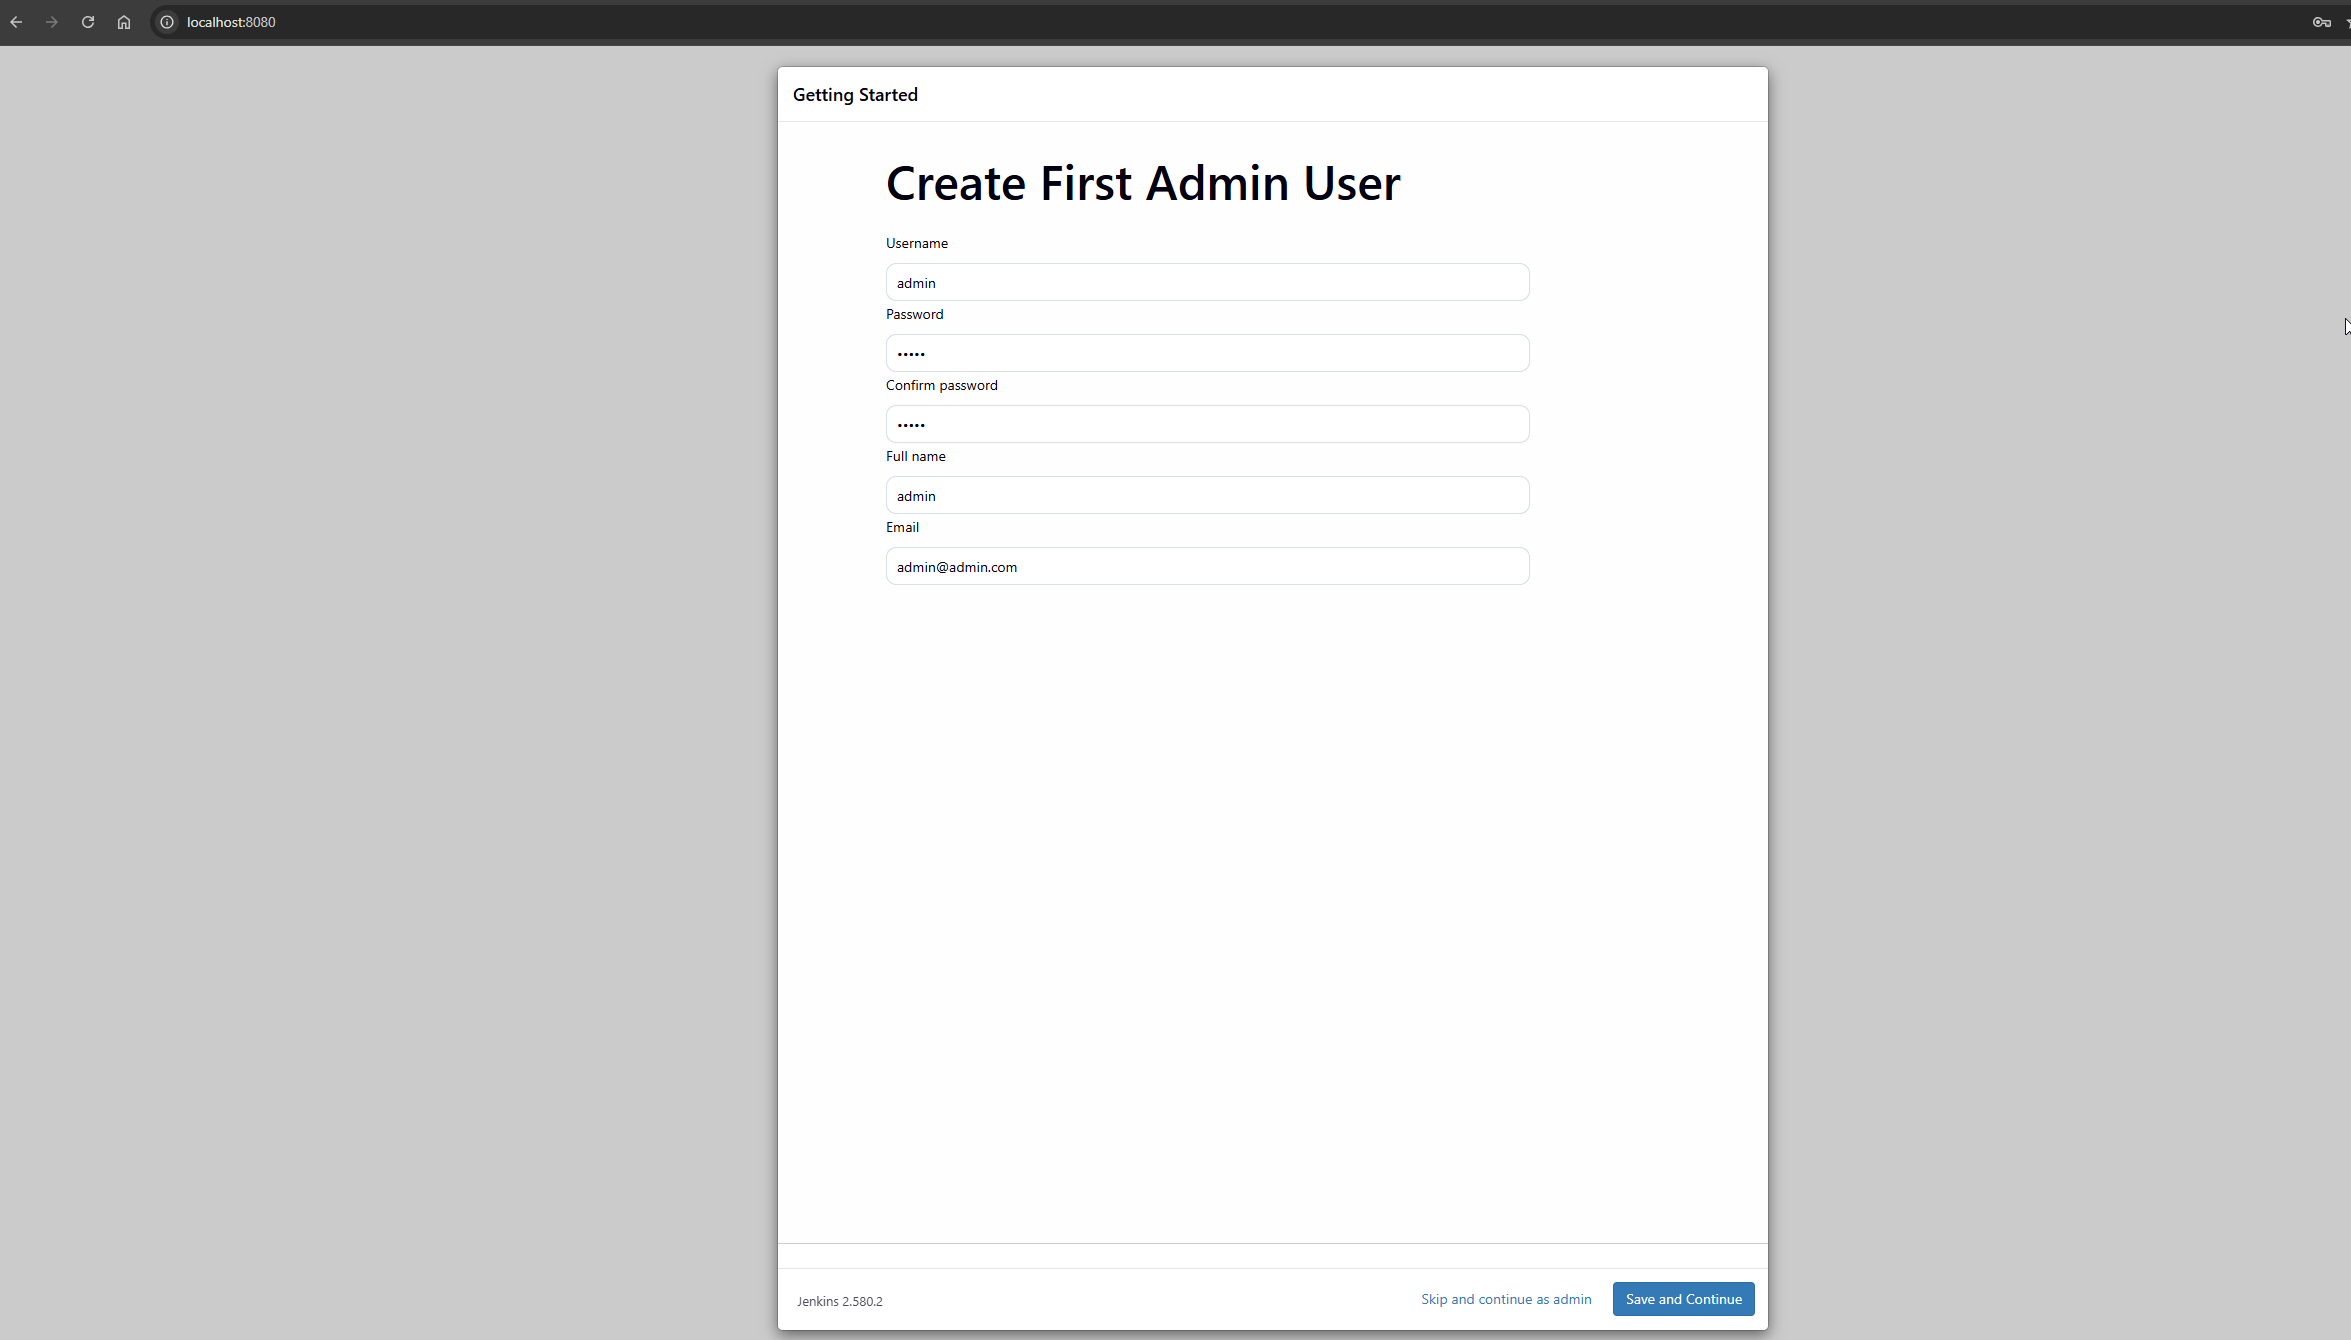 localhost:8080
Getting Started
Create First Admin User
Username
admin
Password
•••••
Confirm password
•••••
Full name
admin
Email
admin@admin.com
Jenkins 2.580.2
Skip and continue as admin
Save and Continue